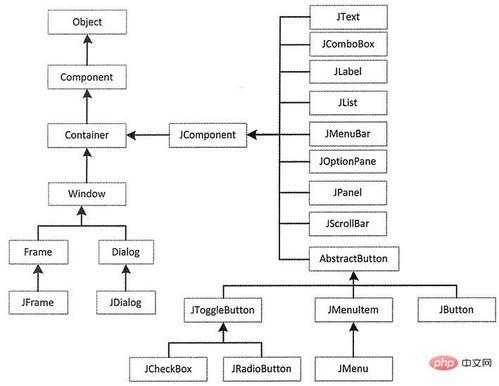 Object
Component
Container
JComponent
Window
Frame
Dialog
JFrame
JDialog
JText
JComboBox
JLabel
JList
JMenuBar
JOptionPane
JPanel
JScrollBar
AbstractButton
JToggleButton
JMenuItem
JButton
JCheckBox
JRadioButton
JMenu
php 中文网